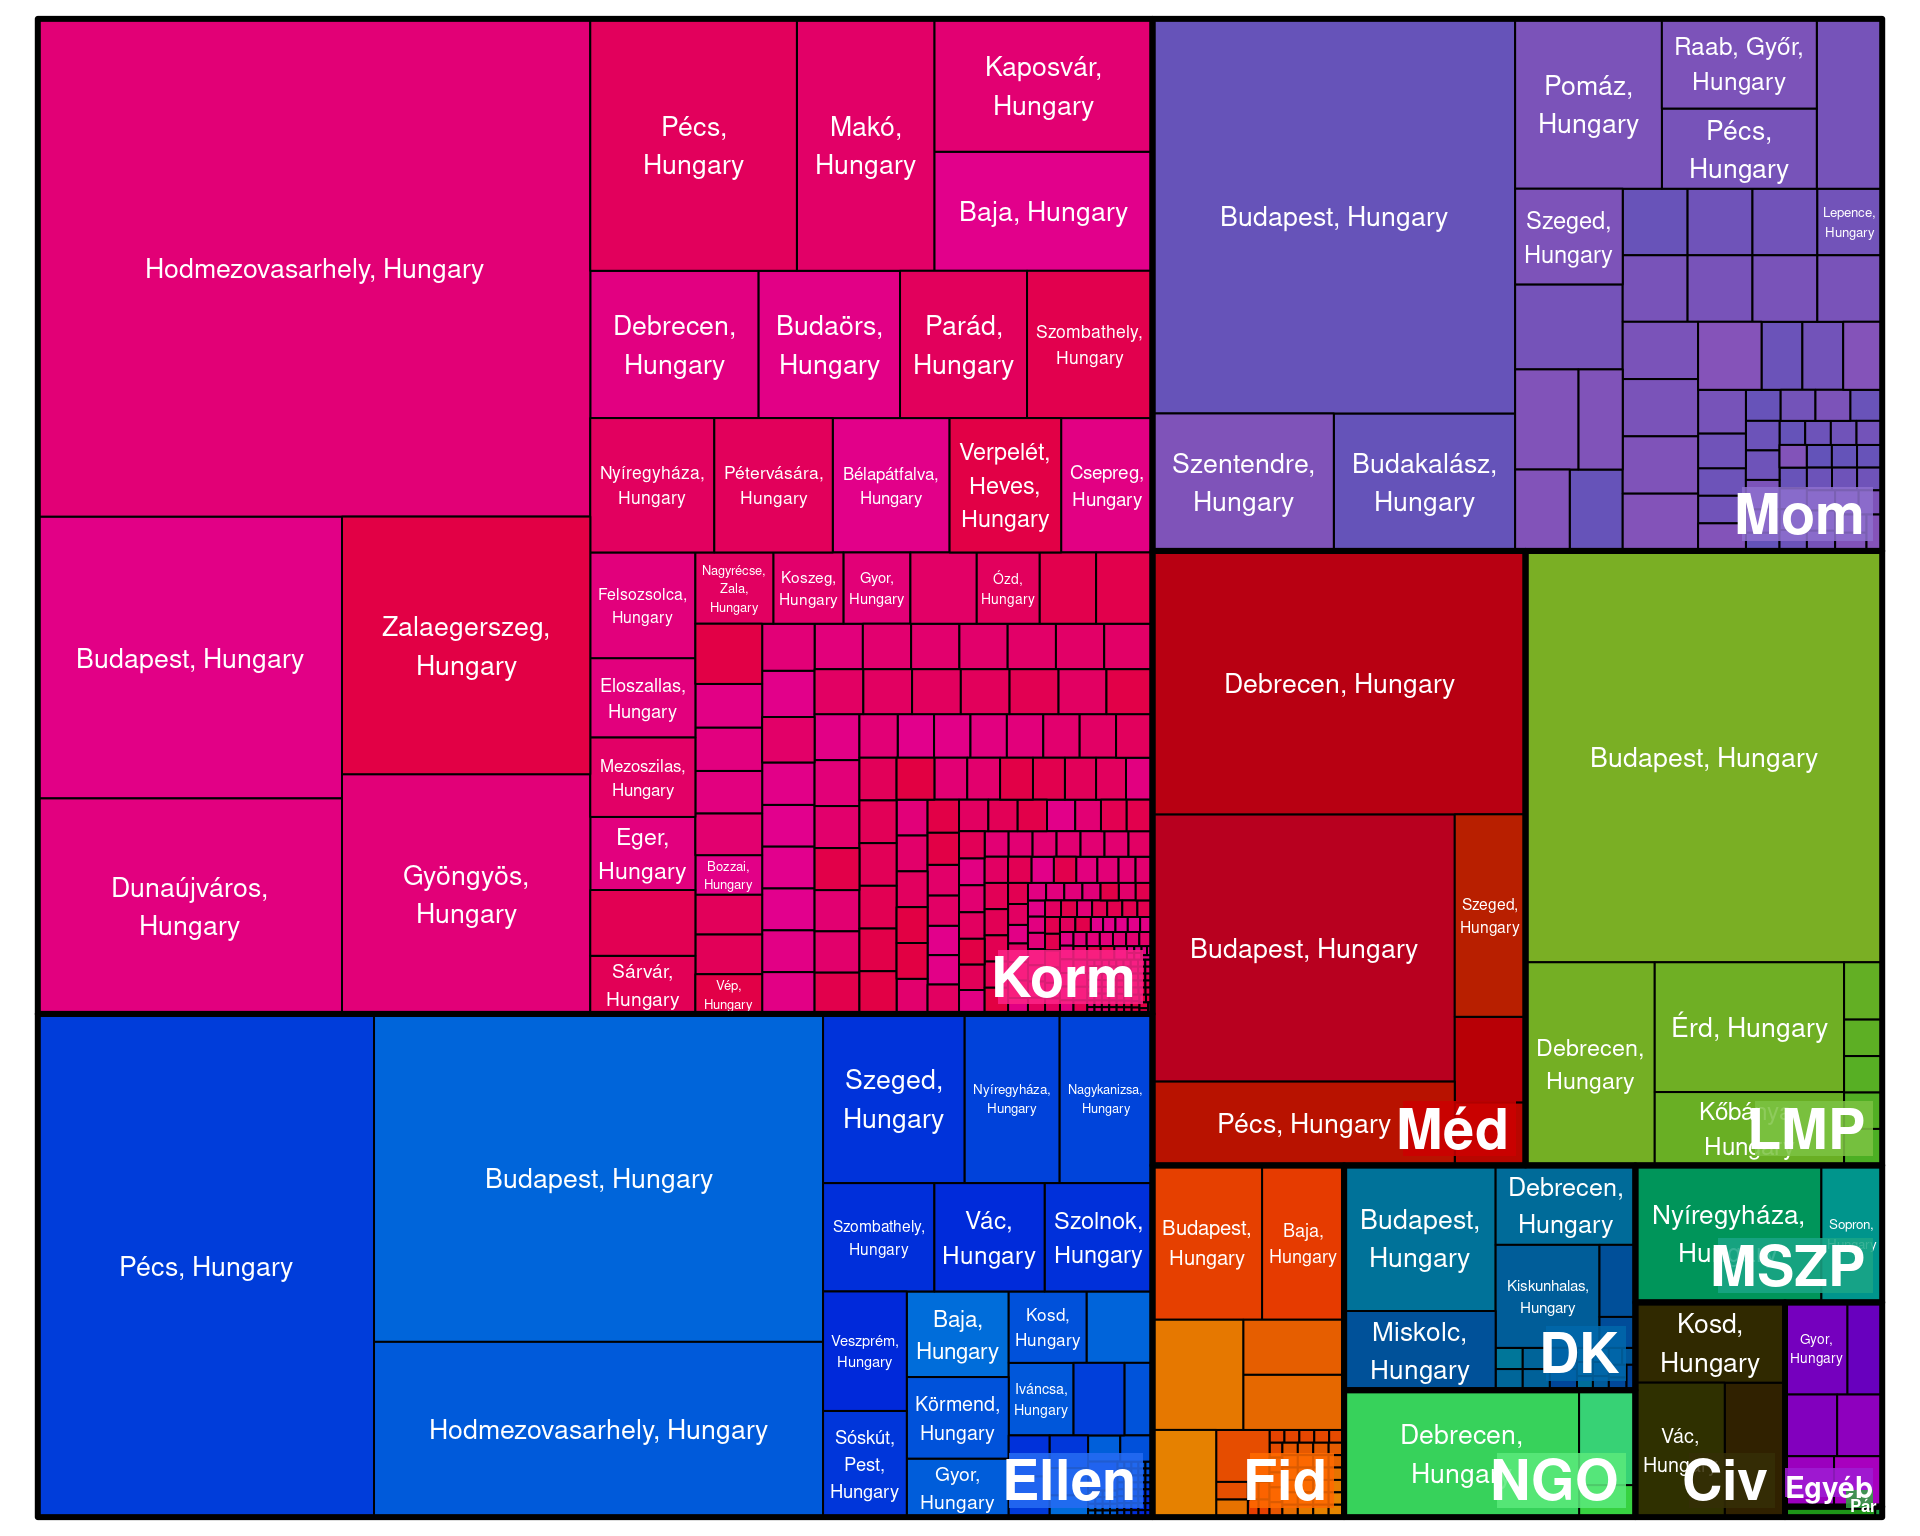 Hodmezovasarhely, Hungary
Budapest, Hungary
Zalaegerszeg,
Hungary
Dunaújváros,
Hungary
Gyöngyös,
Hungary
Pécs,
Hungary
Makó,
Hungary
Kaposvár,
Hungary
Baja, Hungary
Debrecen,
Hungary
Budaörs,
Hungary
Parád,
Hungary
Szombathely,
Hungary
Nyíregyháza,
Hungary
Pétervására,
Hungary
Bélapátfalva,
Hungary
Verpelét,
Heves,
Hungary
Csepreg,
Hungary
Felsozsolca,
Hungary
Nagyrécse,
Zala,
Hungary
Koszeg,
Hungary
Gyor,
Hungary
Ózd,
Hungary
Eloszallas,
Hungary
Mezoszilas,
Hungary
Eger,
Hungary
Bozzai,
Hungary
Sárvár,
Hungary
Vép,
Hungary
Korm
Budapest, Hungary
Szentendre,
Hungary
Budakalász,
Hungary
Pomáz,
Hungary
Raab, Győr,
Hungary
Pécs,
Hungary
Szeged,
Hungary
Lepence,
Hungary
Mom
Debrecen, Hungary
Budapest, Hungary
Szeged,
Hungary
Pécs, Hungary
Méd
Budapest, Hungary
Debrecen,
Hungary
Érd, Hungary
Kőbánya,
Hungary
LMP
Pécs, Hungary
Budapest, Hungary
Hodmezovasarhely, Hungary
Szeged,
Hungary
Nyíregyháza,
Hungary
Nagykanizsa,
Hungary
Szombathely,
Hungary
Vác,
Hungary
Szolnok,
Hungary
Veszprém,
Hungary
Baja,
Hungary
Kosd,
Hungary
Iváncsa,
Hungary
Körmend,
Hungary
Sóskút,
Pest,
Hungary
Gyor,
Hungary
Ellen
Budapest,
Hungary
Baja,
Hungary
Fid
Budapest,
Hungary
Debrecen,
Hungary
Kiskunhalas,
Hungary
Miskolc,
Hungary
DK
Debrecen,
Hungary
NGO
Nyíregyháza,
Hungary
Sopron,
Hungary
MSZP
Kosd,
Hungary
Vác,
Hungary
Civ
Gyor,
Hungary
Egyéb
Pár